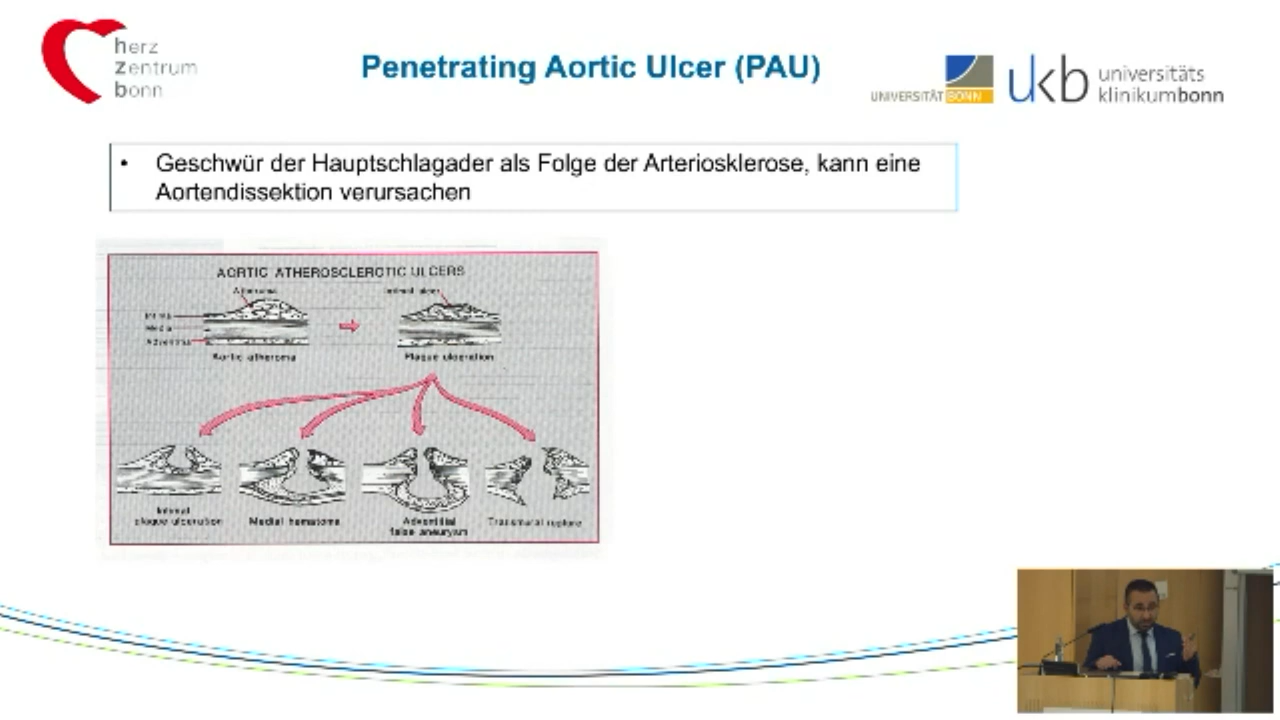 herz
zentrum
bonn
Penetrating Aortic Ulcer (PAU)
UNIVERSITÄT BONN
ukb universitäts
klinikumbonn
• Geschwür der Hauptschlagader als Folge der Arteriosklerose, kann eine
Aortendissektion verursachen
AORTIC ATHEROSCLEROTIC ULCERS
Atheroma
Intimal ulcer
Intima
Media
Adventitia
Aortic atheroma
Plaque ulceration
Intimal
plaque ulceration
Medial hematoma
Adventitial
false aneurysm
Transmural rupture